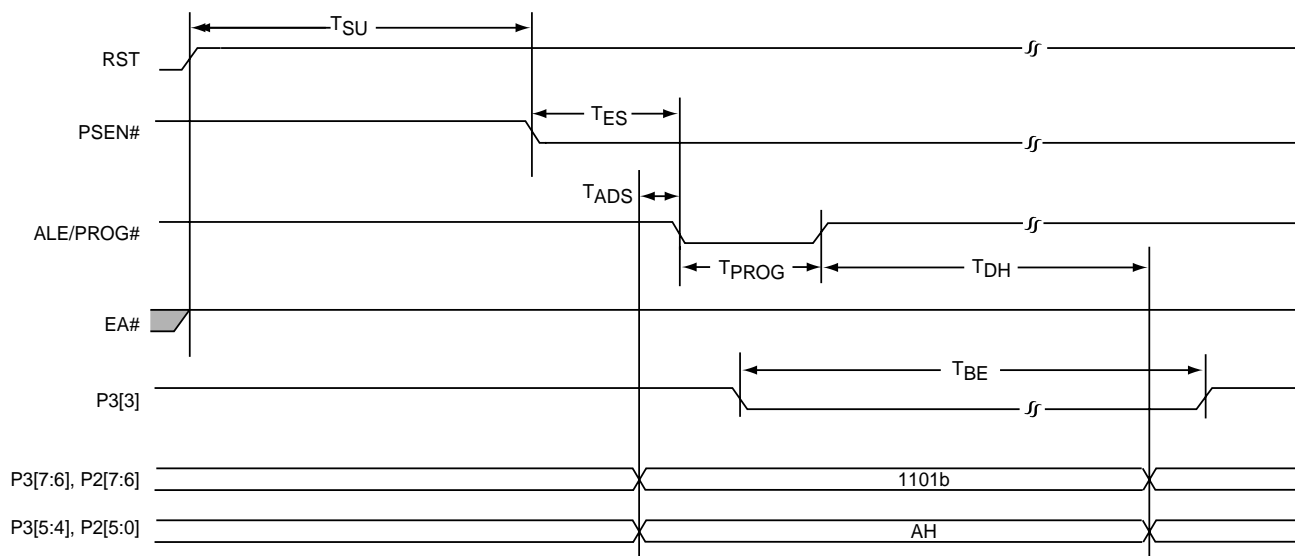 TSU
RST
TES
PSEN#
TADS
ALE/PROG#
TPROG
TDH
EA#
TBE
P3[3]
P3[7:6], P2[7:6]
1101b
P3[5:4], P2[5:0]
AH